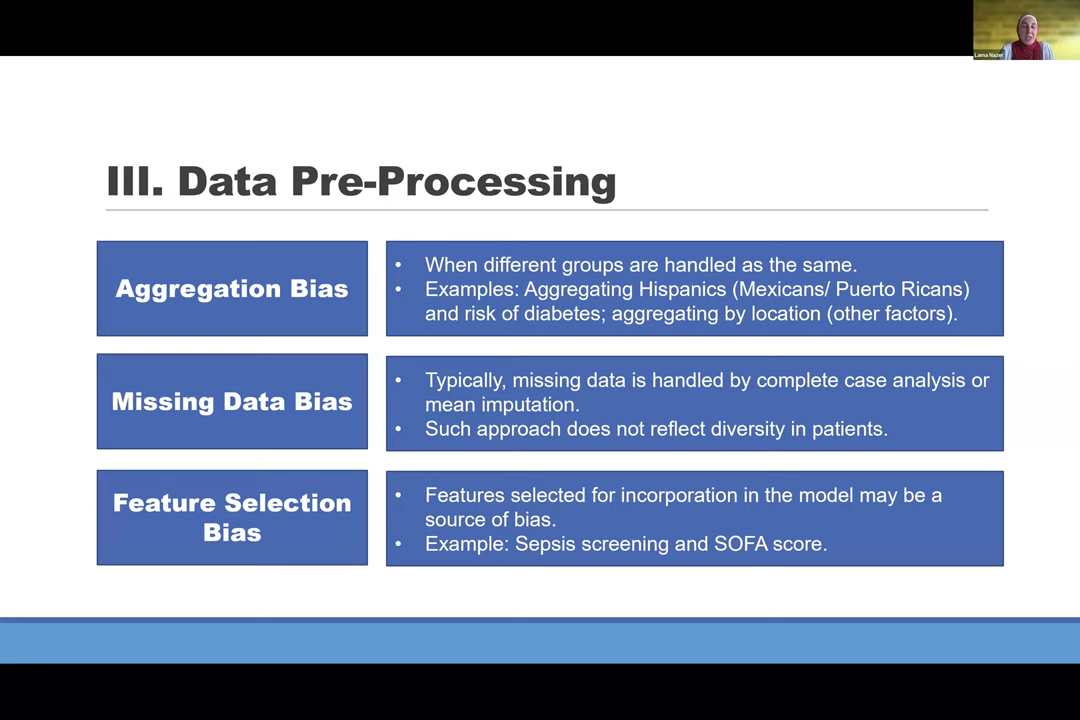 Lama Nazer
III. Data Pre-Processing
Aggregation Bias
• When different groups are handled as the same.
• Examples: Aggregating Hispanics (Mexicans/ Puerto Ricans)
and risk of diabetes; aggregating by location (other factors).
Missing Data Bias
• Typically, missing data is handled by complete case analysis or
mean imputation.
• Such approach does not reflect diversity in patients.
Feature Selection
Bias
• Features selected for incorporation in the model may be a
source of bias.
• Example: Sepsis screening and SOFA score.